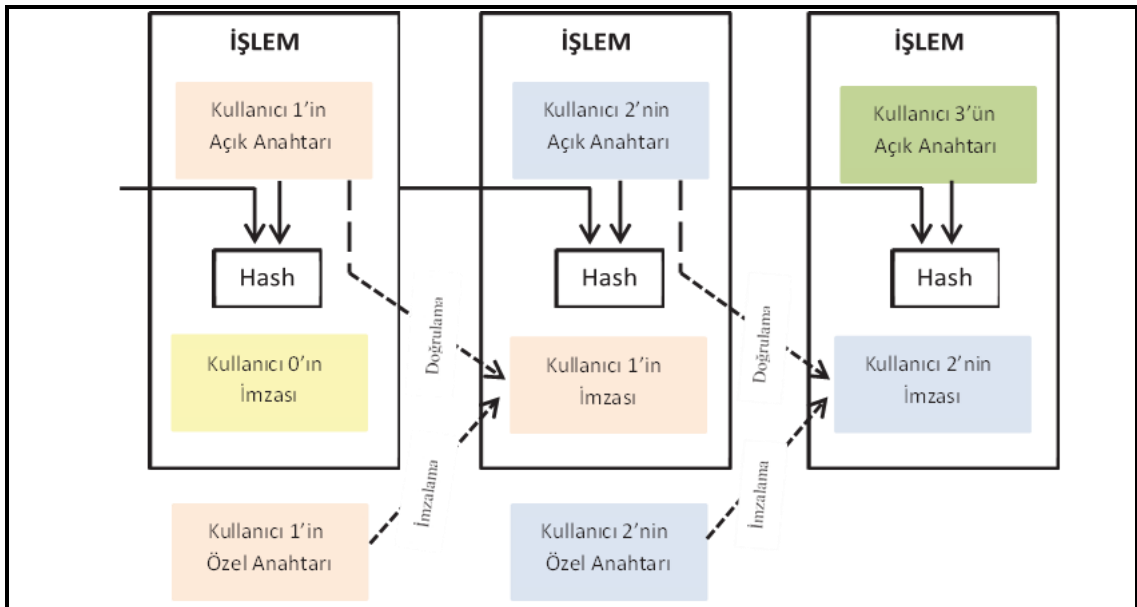 İŞLEM
Kullanıcı 1'in
Açık Anahtarı
Hash
Kullanıcı 0'ın
İmzası
Kullanıcı 1'in
Özel Anahtarı
Doğrulama
İmzalama
İŞLEM
Kullanıcı 2'nin
Açık Anahtarı
Hash
Kullanıcı 1'in
İmzası
Kullanıcı 2'nin
Özel Anahtarı
Doğrulama
İmzalama
İŞLEM
Kullanıcı 3'ün
Açık Anahtarı
Hash
Kullanıcı 2'nin
İmzası